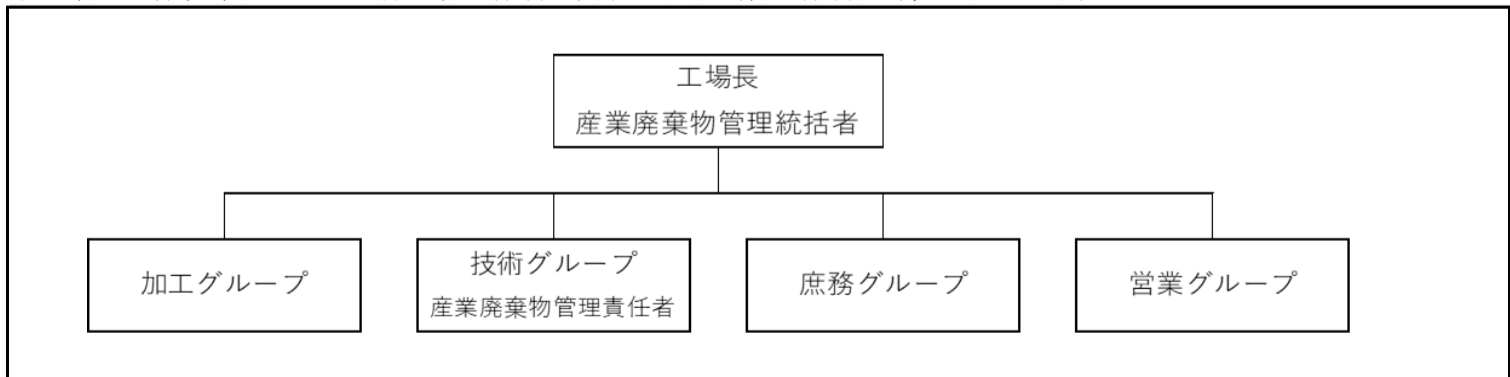 工場長
産業廃棄物管理統括者
加工グループ
技術グループ
産業廃棄物管理責任者
庶務グループ
営業グループ